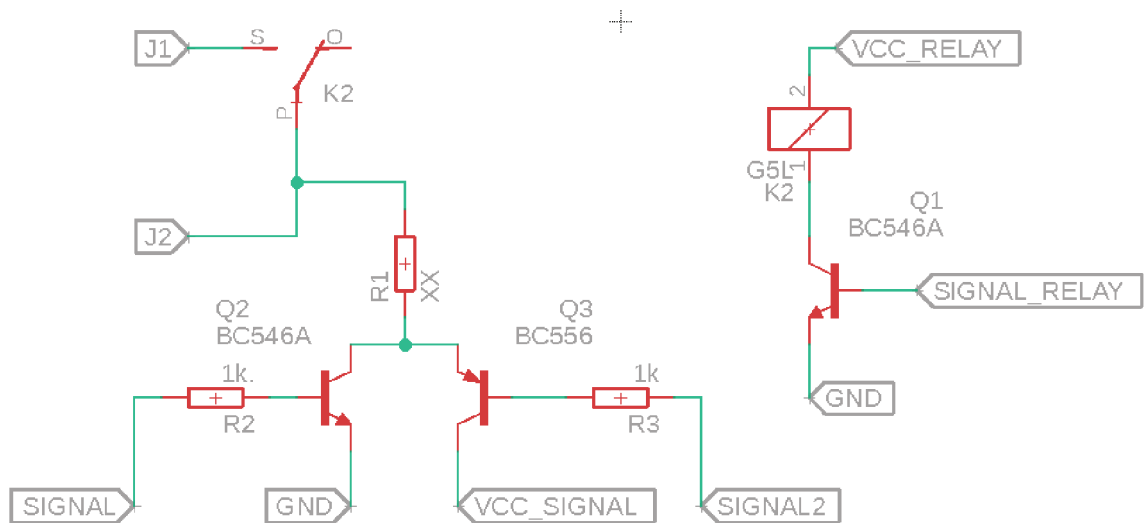 J1
S
O
K2
P
J2
R1
XX
Q2
BC546A
Q3
BC556
1k.
R2
1k
R3
SIGNAL
GND
VCC_SIGNAL
SIGNAL2
VCC_RELAY
2
1
G5L
K2
Q1
BC546A
SIGNAL_RELAY
GND